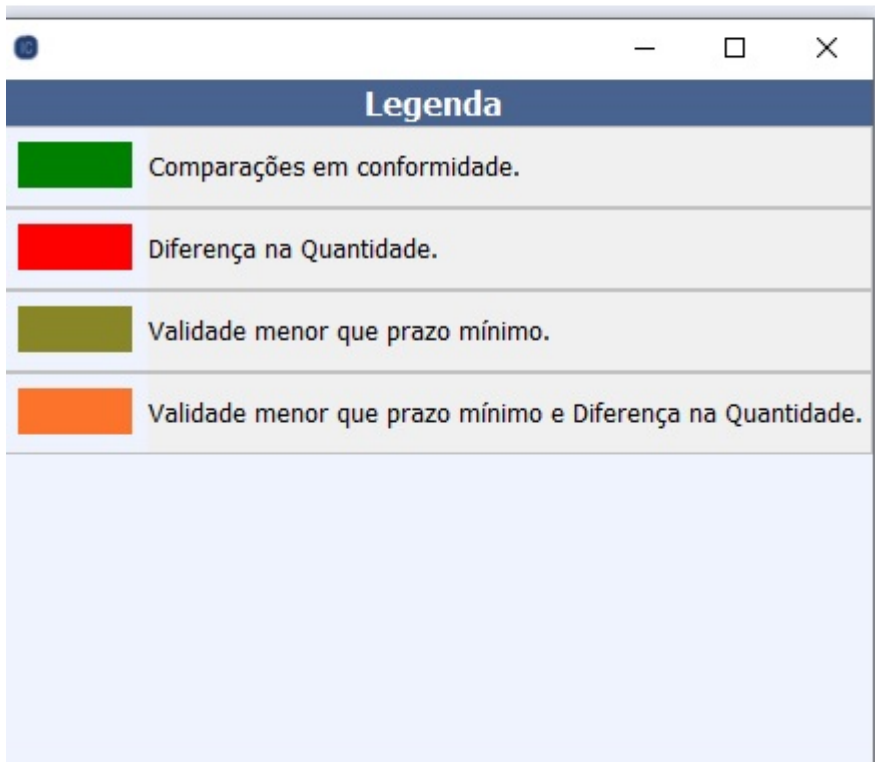 IC
Legenda
Comparações em conformidade.
Diferença na Quantidade.
Validade menor que prazo mínimo.
Validade menor que prazo mínimo e Diferença na Quantidade.